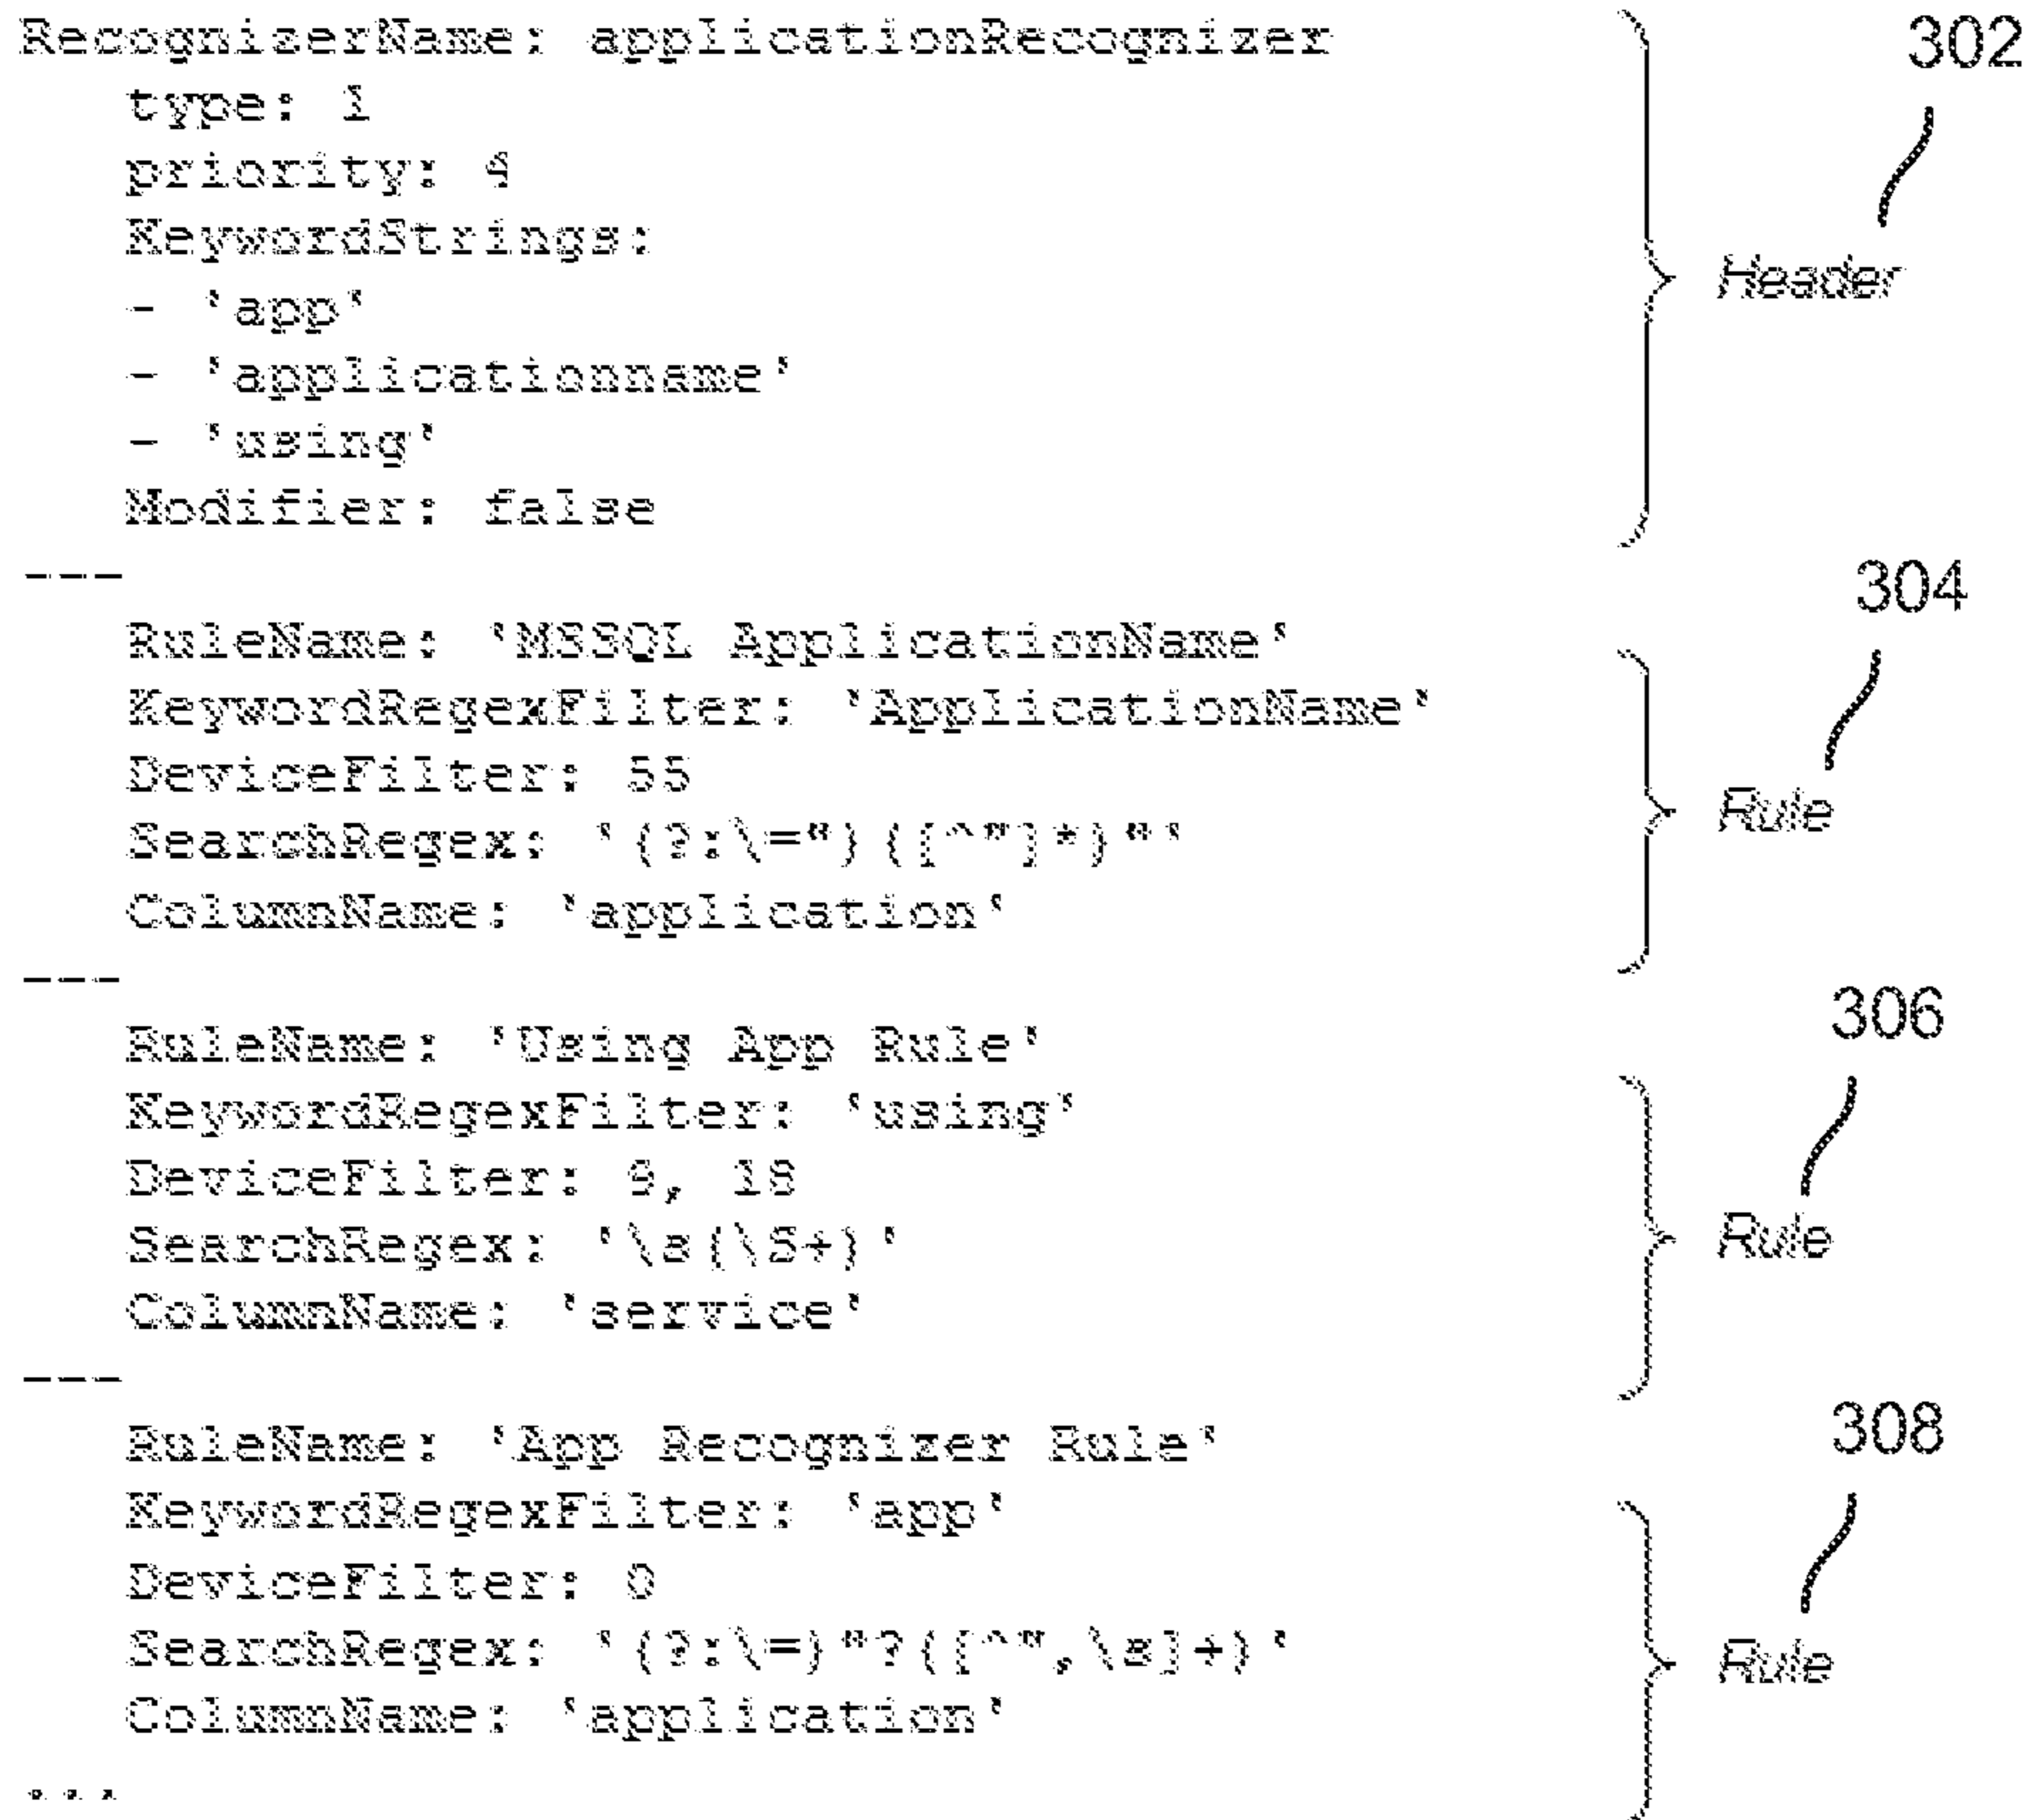 RecognizerName: applicationRecognizer
302
type: 1
priority: 4
KeywordStrings:
Header
- 'app'
- 'applicationname'
- 'using'
Modifier: false
---
304
RuleName: 'MSSQL ApplicationName'
KeywordRegexFilter: 'ApplicationName'
DeviceFilter: 55
Rule
SearchRegex: '(?:\=")([^"]*)"'
ColumnName: 'application'
---
306
RuleName: 'Using App Rule'
KeywordRegexFilter: 'using'
DeviceFilter: 9, 18
SearchRegex: '\s(\S+)'
Rule
ColumnName: 'service'
---
308
RuleName: 'App Recognizer Rule'
KeywordRegexFilter: 'app'
DeviceFilter: 0
SearchRegex: '(?:\=)"?([^",\s]+)'
Rule
ColumnName: 'application'
...